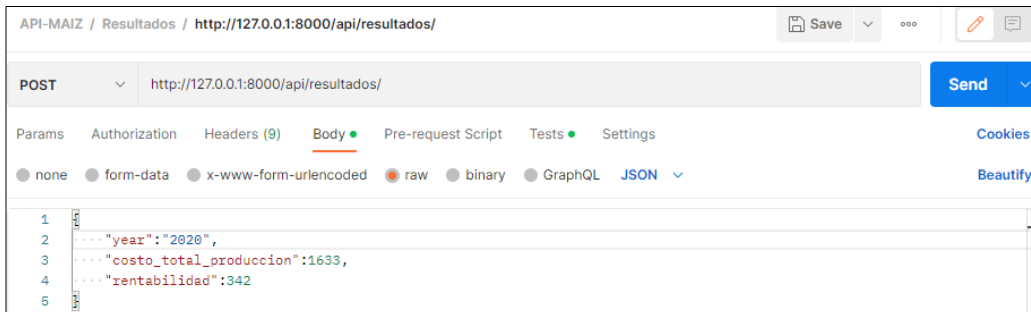 API-MAIZ / Resultados / http://127.0.0.1:8000/api/resultados/ Save ooo
POST http://127.0.0.1:8000/api/resultados/ Send
Params Authorization Headers (9) Body Pre-request Script Tests Settings Cookies
none form-data x-www-form-urlencoded raw binary GraphQL JSON Beautify
1 {
2 "year":"2020",
3 "costo_total_produccion":1633,
4 "rentabilidad":342
5 }